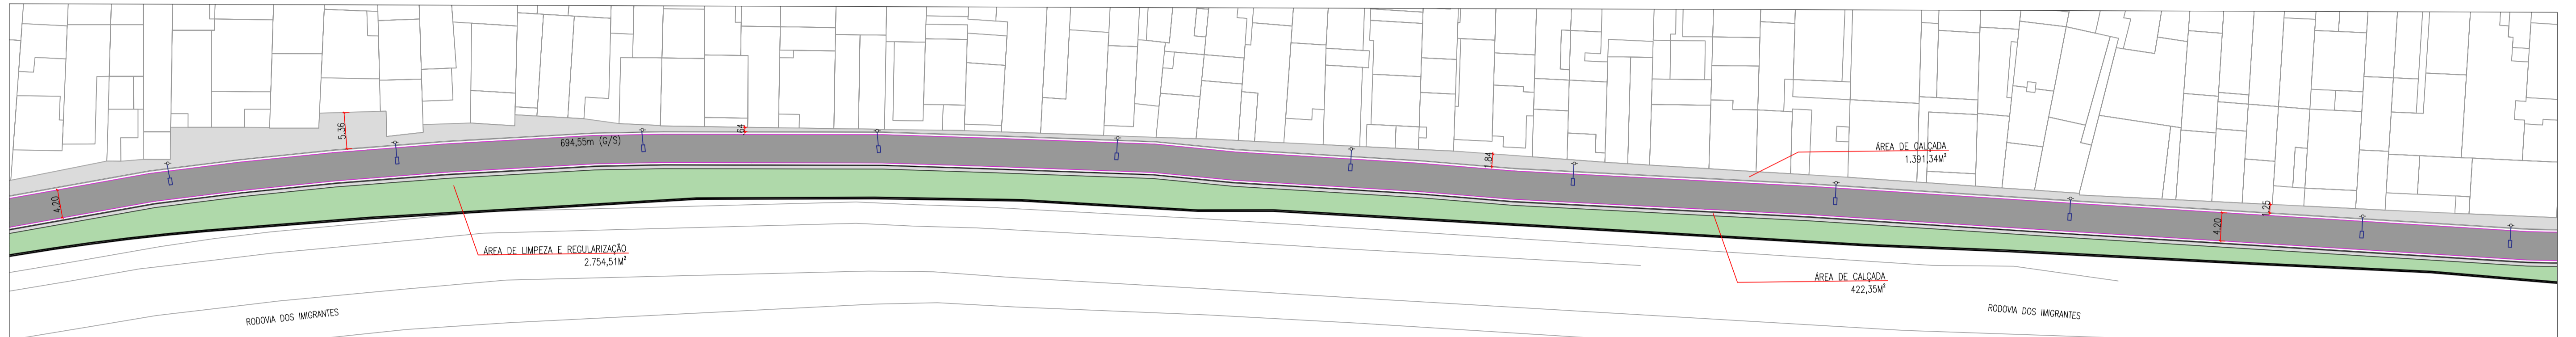 5.36
694,55m (G/S)
.64
1.84
ÁREA DE CALÇADA
1.391,34M²
4.20
1.25
4.20
ÁREA DE LIMPEZA E REGULARIZAÇÃO
2.754,51M²
ÁREA DE CALÇADA
422,35M²
RODOVIA DOS IMIGRANTES
RODOVIA DOS IMIGRANTES